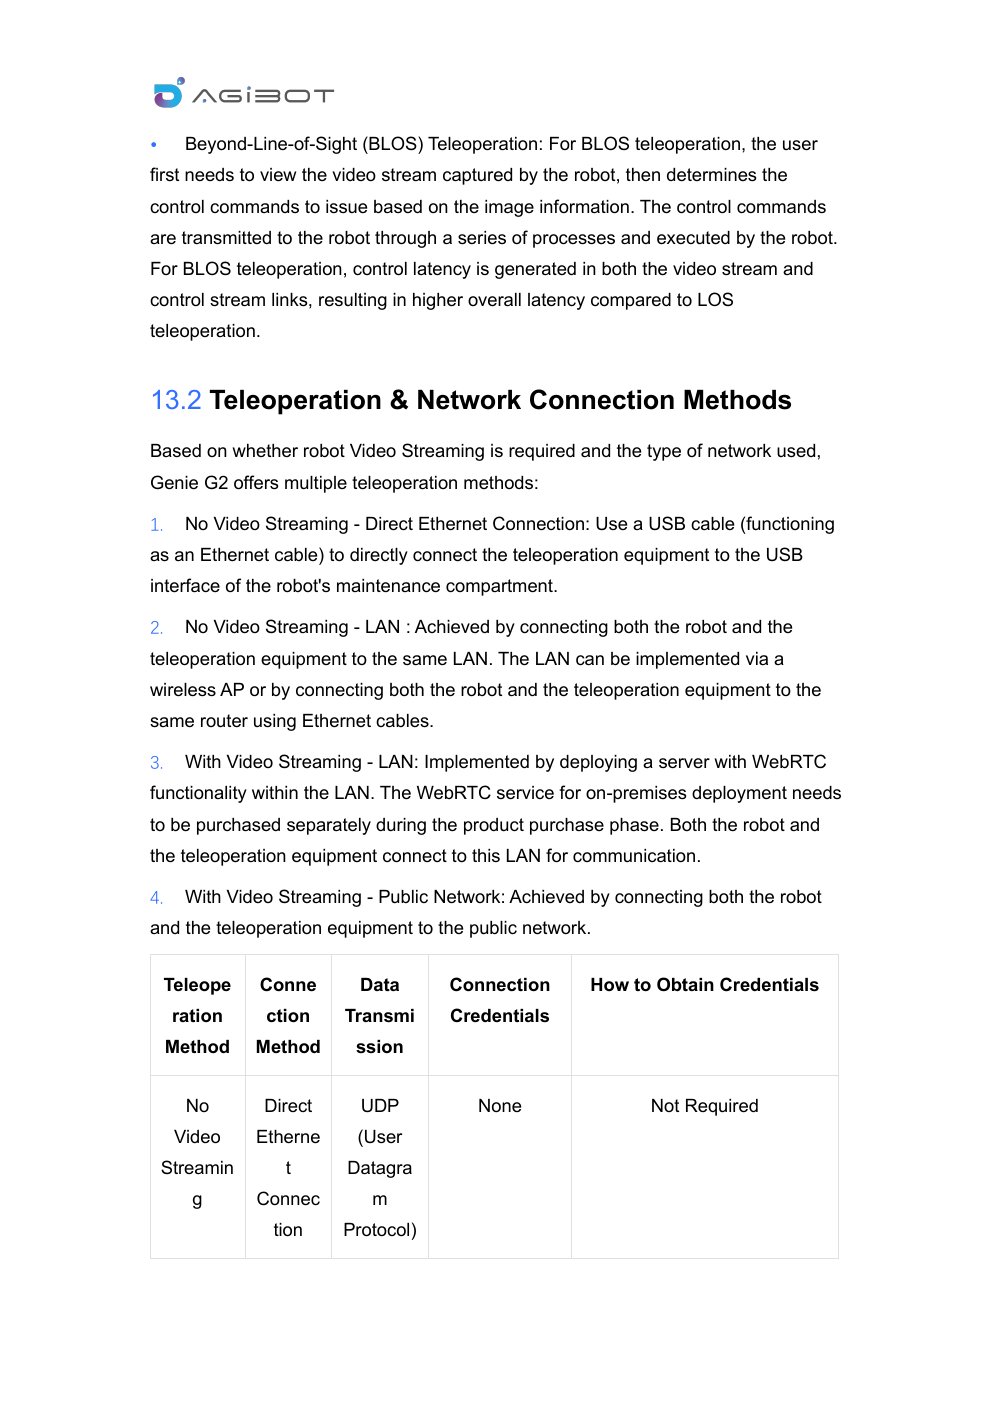 AGIBOT
• Beyond-Line-of-Sight (BLOS) Teleoperation: For BLOS teleoperation, the user
first needs to view the video stream captured by the robot, then determines the
control commands to issue based on the image information. The control commands
are transmitted to the robot through a series of processes and executed by the robot.
For BLOS teleoperation, control latency is generated in both the video stream and
control stream links, resulting in higher overall latency compared to LOS
teleoperation.
13.2 Teleoperation & Network Connection Methods
Based on whether robot Video Streaming is required and the type of network used,
Genie G2 offers multiple teleoperation methods:
1. No Video Streaming - Direct Ethernet Connection: Use a USB cable (functioning
as an Ethernet cable) to directly connect the teleoperation equipment to the USB
interface of the robot's maintenance compartment.
2. No Video Streaming - LAN : Achieved by connecting both the robot and the
teleoperation equipment to the same LAN. The LAN can be implemented via a
wireless AP or by connecting both the robot and the teleoperation equipment to the
same router using Ethernet cables.
3. With Video Streaming - LAN: Implemented by deploying a server with WebRTC
functionality within the LAN. The WebRTC service for on-premises deployment needs
to be purchased separately during the product purchase phase. Both the robot and
the teleoperation equipment connect to this LAN for communication.
4. With Video Streaming - Public Network: Achieved by connecting both the robot
and the teleoperation equipment to the public network.
Teleope
ration
Method
Conne
ction
Method
Data
Transmi
ssion
Connection
Credentials
How to Obtain Credentials
No
Video
Streamin
g
Direct
Etherne
t
Connec
tion
UDP
(User
Datagra
m
Protocol)
None
Not Required